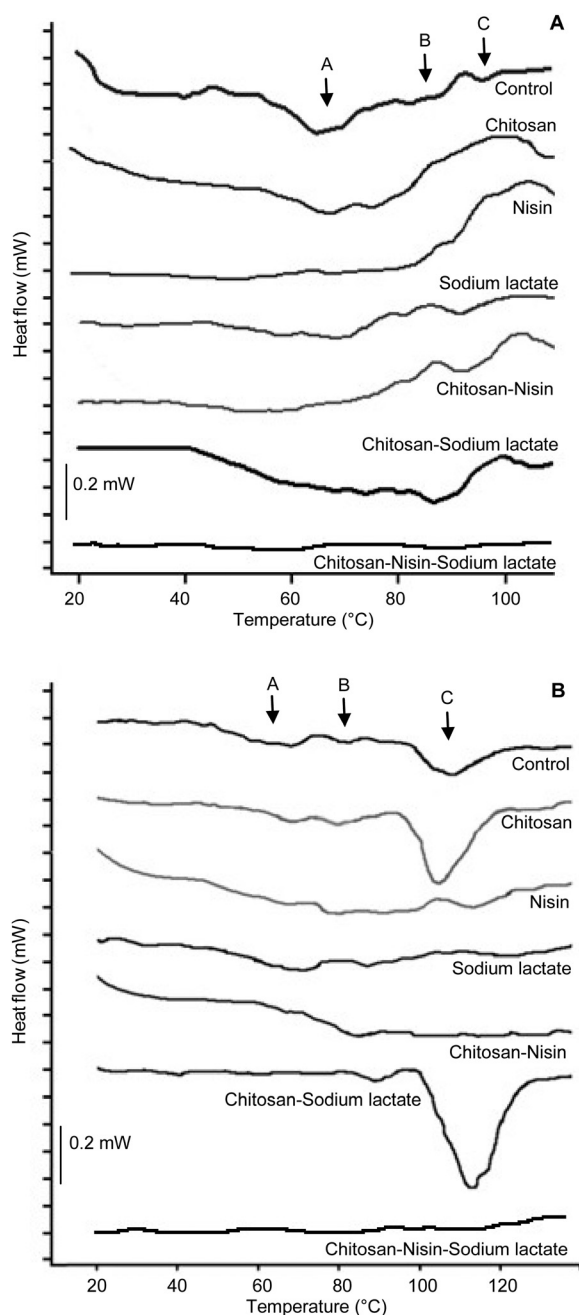 A
A
B
C
Control
Chitosan
Nisin
Sodium lactate
Chitosan-Nisin
Chitosan-Sodium lactate
0.2 mW
Chitosan-Nisin-Sodium lactate
Heat flow (mW)
20 40 60 80 100
Temperature (°C)
B
A
B
C
Control
Chitosan
Nisin
Sodium lactate
Chitosan-Nisin
Chitosan-Sodium lactate
0.2 mW
Chitosan-Nisin-Sodium lactate
Heat flow (mW)
20 40 60 80 100 120
Temperature (°C)